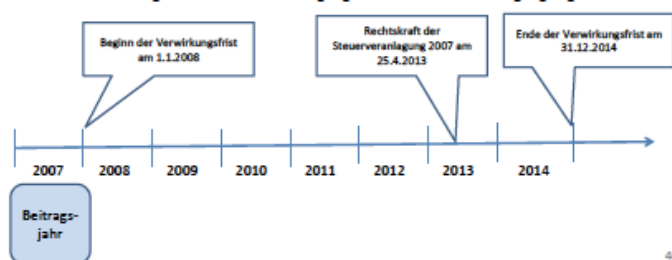 Beginn der Verwirkungsfrist
am 1.1.2008
Rechtskraft der
Steuerveranlagung 2007 am
25.4.2013
Ende der Verwirkungsfrist am
31.12.2014
2007 2008 2009 2010 2011 2012 2013 2014
Beitrags-
jahr
4